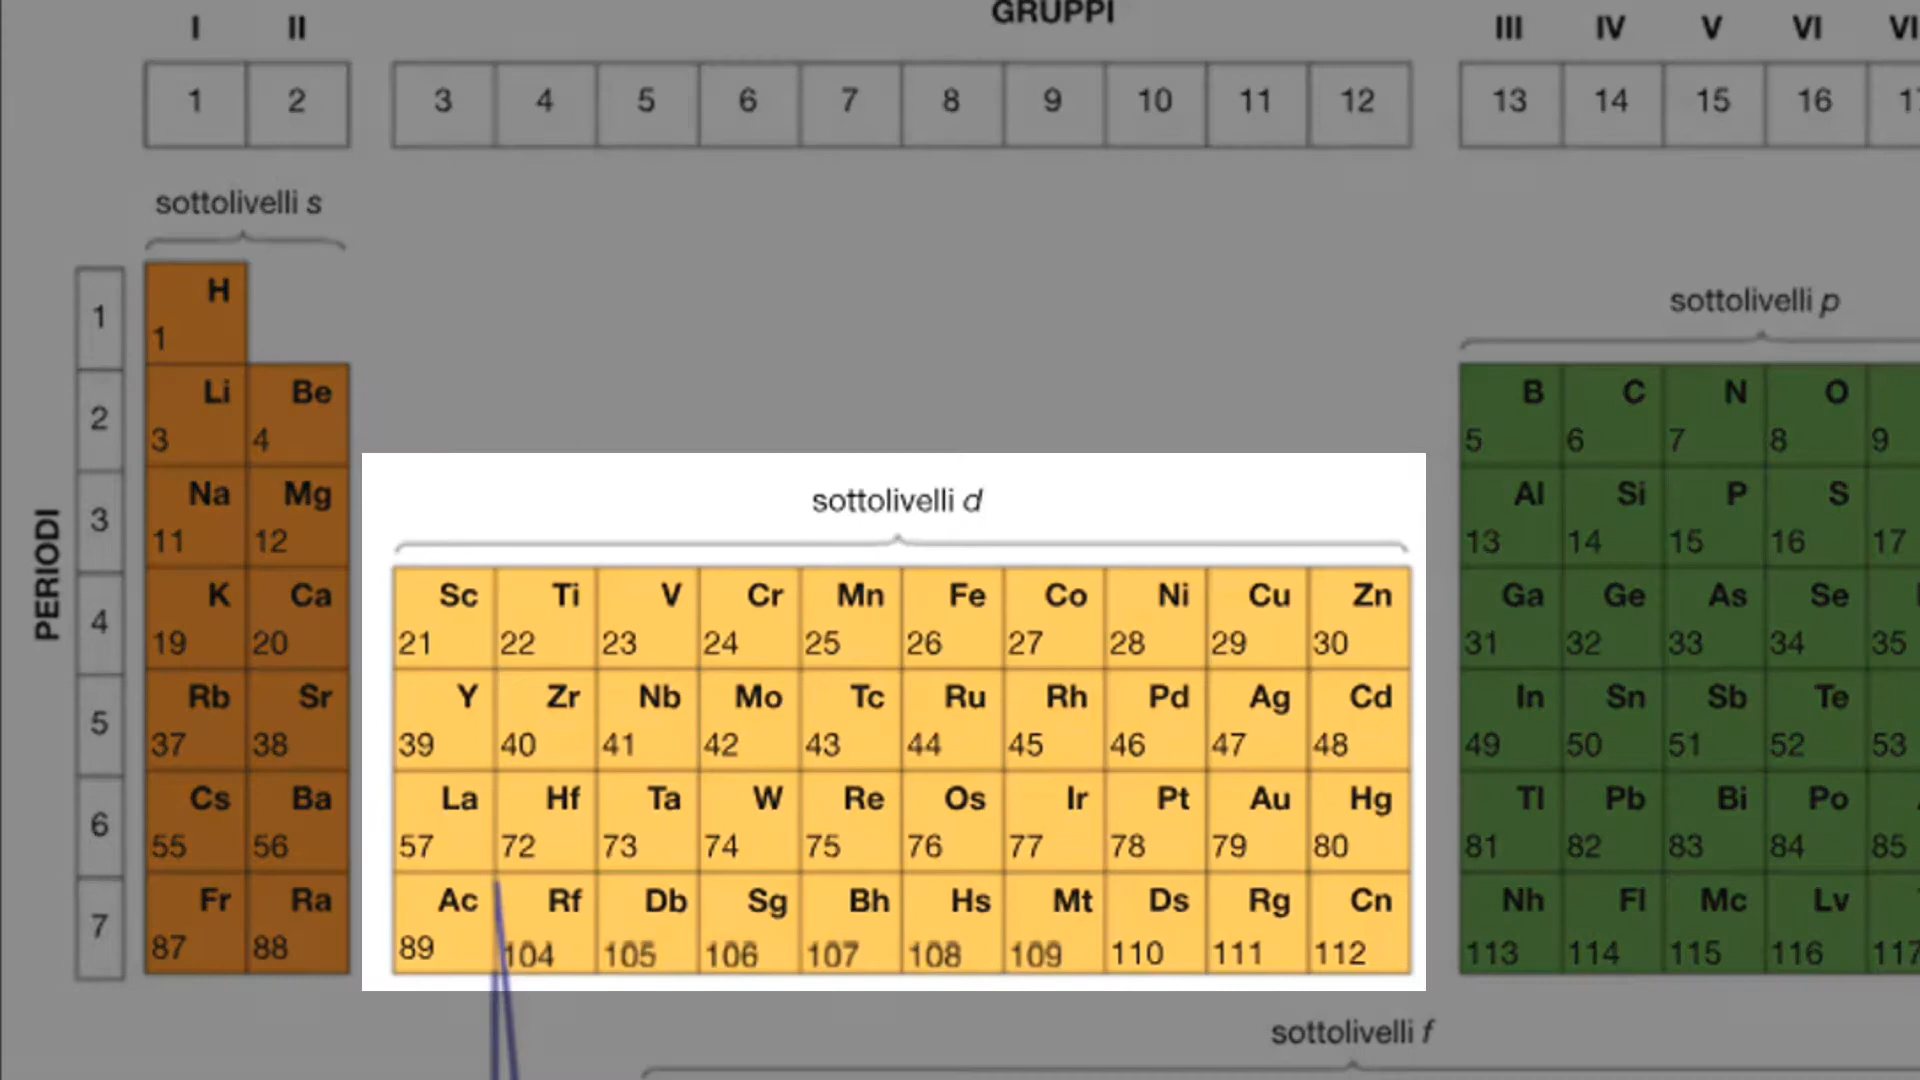 GRUPPI
I II III IV V VI VI
1 2 3 4 5 6 7 8 9 10 11 12 13 14 15 16
sottolivelli s
sottolivelli p
sottolivelli d
sottolivelli f
PERIODI
1 H
1
2 Li Be B C N O
3 4 5 6 7 8 9
3 Na Mg Al Si P S
11 12 13 14 15 16 17
4 K Ca Sc Ti V Cr Mn Fe Co Ni Cu Zn Ga Ge As Se
19 20 21 22 23 24 25 26 27 28 29 30 31 32 33 34 35
5 Rb Sr Y Zr Nb Mo Tc Ru Rh Pd Ag Cd In Sn Sb Te
37 38 39 40 41 42 43 44 45 46 47 48 49 50 51 52 53
6 Cs Ba La Hf Ta W Re Os Ir Pt Au Hg Tl Pb Bi Po
55 56 57 72 73 74 75 76 77 78 79 80 81 82 83 84 85
7 Fr Ra Ac Rf Db Sg Bh Hs Mt Ds Rg Cn Nh Fl Mc Lv
87 88 89 104 105 106 107 108 109 110 111 112 113 114 115 116 117